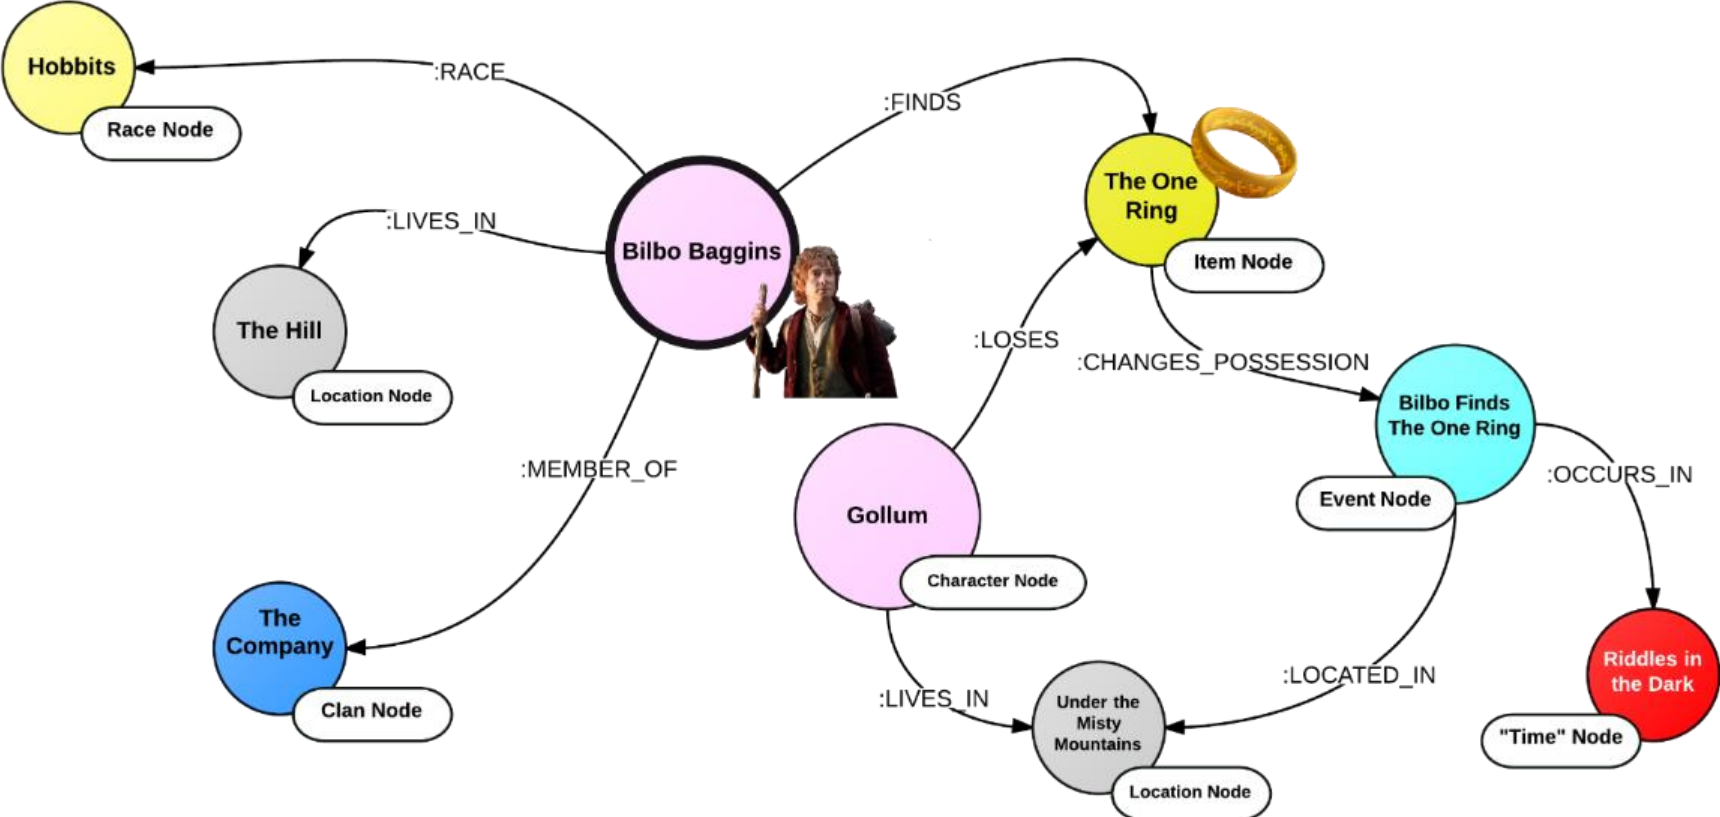 Hobbits
Race Node
:RACE
:FINDS
The One
Ring
Item Node
:LIVES_IN
Bilbo Baggins
The Hill
Location Node
:LOSES
:CHANGES_POSSESSION
Bilbo Finds
The One Ring
Event Node
:OCCURS_IN
:MEMBER_OF
Gollum
Character Node
The
Company
Clan Node
:LIVES_IN
Under the
Misty
Mountains
Location Node
:LOCATED_IN
Riddles in
the Dark
"Time" Node